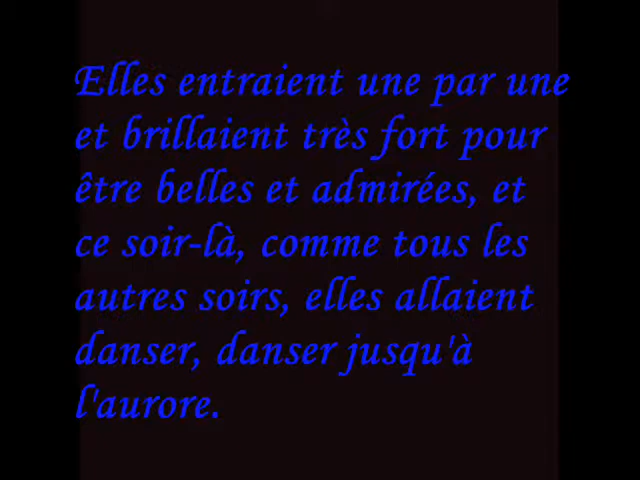 Elles entraient une par une
et brillaient très fort pour
être belles et admirées, et
ce soir-là, comme tous les
autres soirs, elles allaient
danser, danser jusqu'à
l'aurore.